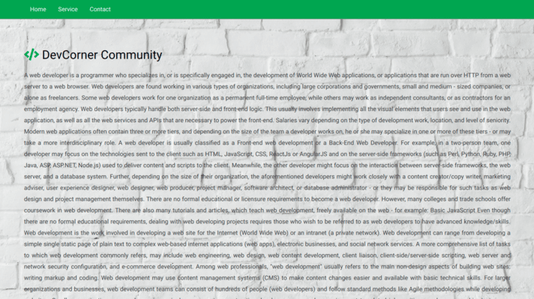 Home Service Contact
</> DevCorner Community
A web developer is a programmer who specializes in, or is specifically engaged in, the development of World Wide Web applications, or applications that are run over HTTP from a web
server to a web browser. Web developers are found working in various types of organizations, including large corporations and governments, small and medium - sized companies, or
alone as freelancers. Some web developers work for one organization as a permanent full-time employee, while others may work as independent consultants, or as contractors for an
employment agency. Web developers typically handle both server-side and front-end logic. This usually involves implementing all the visual elements that users see and use in the web
application, as well as all the web services and APIs that are necessary to power the front-end. Salaries vary depending on the type of development work, location, and level of seniority.
Modern web applications often contain three or more tiers, and depending on the size of the team a developer works on, he or she may specialize in one or more of these tiers - or may
take a more interdisciplinary role. A web developer is usually classified as a Front-end web Development or a Back-End Web Developer. For example, in a two-person team, one
developer may focus on the technologies sent to the client such as HTML, JavaScript, CSS, ReactJs or AngularJS and on the server-side frameworks (such as Perl, Python, Ruby, PHP,
Java, ASP, ASP.NET, Node.js) used to deliver content and scripts to the client. Meanwhile, the other developer might focus on the interaction between server-side frameworks, the web
server, and a database system. Further, depending on the size of their organization, the aforementioned developers might work closely with a content creator/copy writer, marketing
adviser, user experience designer, web designer, web producer, project manager, software architect, or database administrator - or they may be responsible for such tasks as web
design and project management themselves. There are no formal educational or licensure requirements to become a web developer. However, many colleges and trade schools offer
coursework in web development. There are also many tutorials and articles, which teach web development, freely available on the web - for example: Basic JavaScript Even though
there are no formal educational requirements, dealing with web developing projects requires those who wish to be referred to as web developers to have advanced knowledge/skills.
Web development is the work involved in developing a web site for the Internet (World Wide Web) or an intranet (a private network). Web development can range from developing a
simple single static page of plain text to complex web-based internet applications (web apps), electronic businesses, and social network services. A more comprehensive list of tasks
to which web development commonly refers, may include web engineering, web design, web content development, client liaison, client-side/server-side scripting, web server and
network security configuration, and e-commerce development. Among web professionals, "web development" usually refers to the main non-design aspects of building web sites:
writing markup and coding. Web development may use content management systems (CMS) to make content changes easier and available with basic technical skills. For larger
organizations and businesses, web development teams can consist of hundreds of people (web developers) and follow standard methods like Agile methodologies while developing